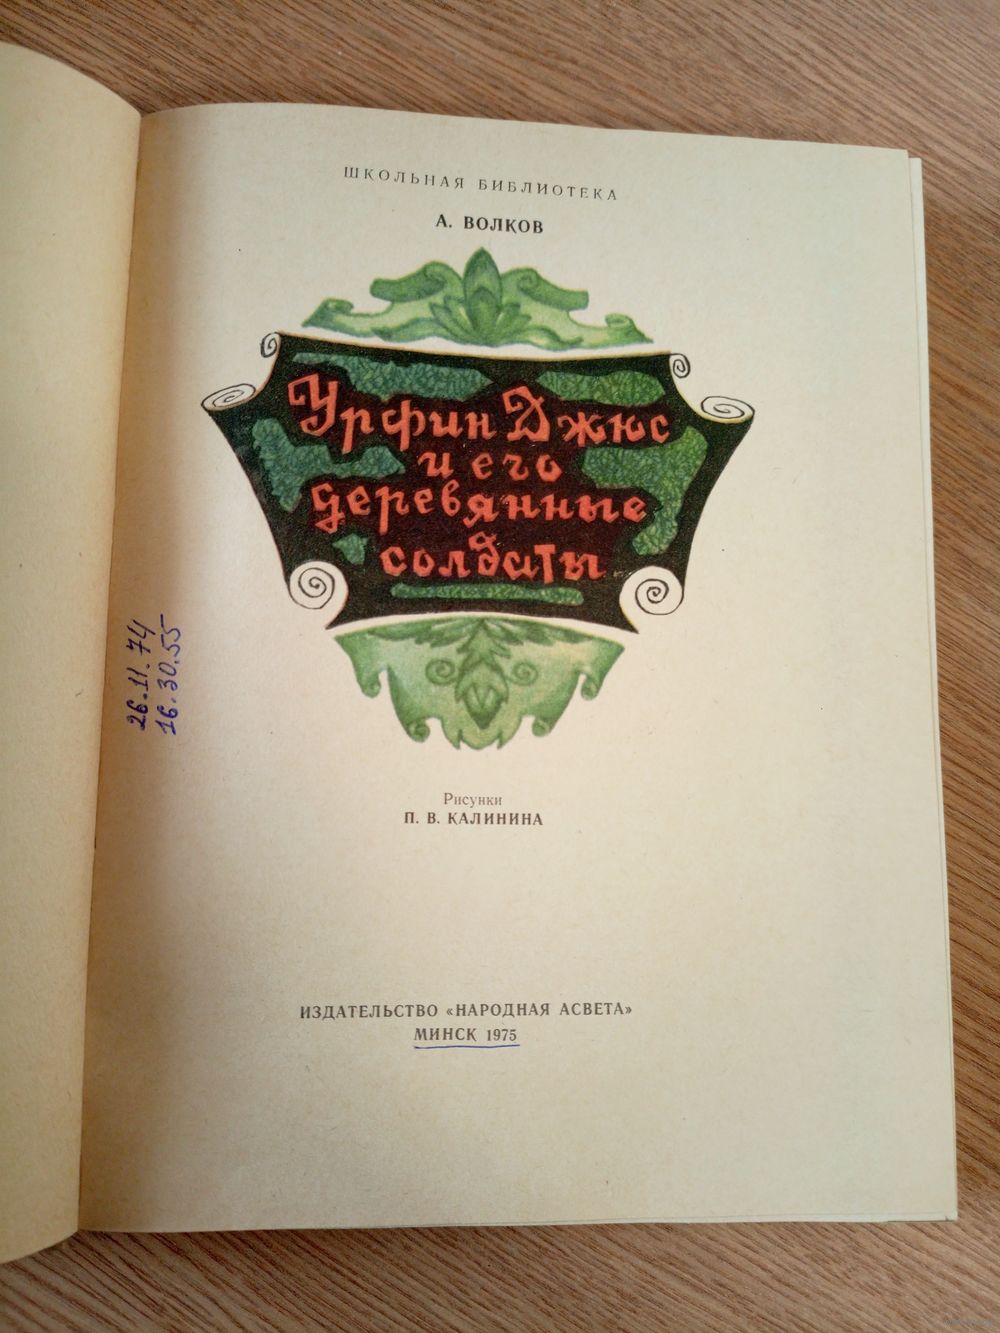 ШКОЛЬНАЯ БИБЛИОТЕКА
А. ВОЛКОВ
Урфин Джюс
и его
деревянные
солдаты
26.11.74
16.30.55
Рисунки
П. В. КАЛИНИНА
ИЗДАТЕЛЬСТВО «НАРОДНАЯ АСВЕТА»
МИНСК 1975